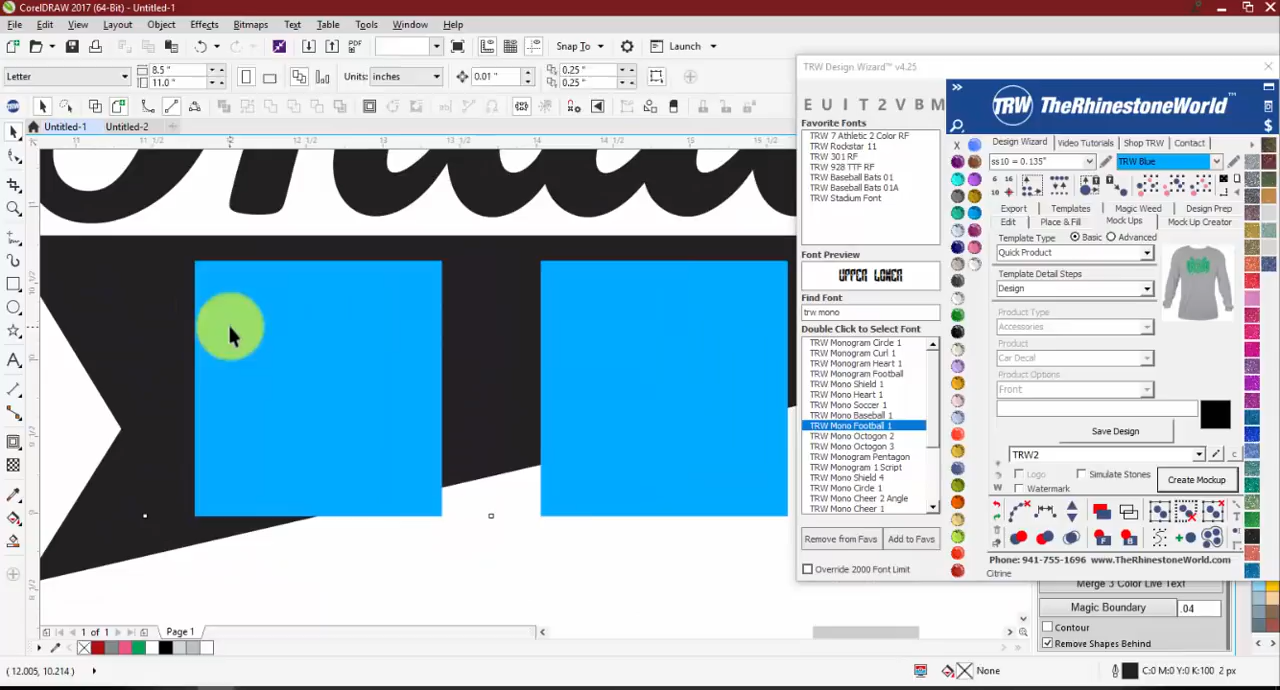 CorelDRAW 2017 (64-Bit) - Untitled-1
File Edit View Layout Object Effects Bitmaps Text Table Tools Window Help
PDF Snap To Launch
Letter 8.5 " 11.0 " Units: inches 0.01 " 0.25 " 0.25 "
Untitled-1 Untitled-2
TRW Design Wizard™ v4.25
E U I T 2 V B M
Favorite Fonts
TRW 7 Athletic 2 Color RF
TRW Rockstar 11
TRW 301 RF
TRW 928 TTF RF
TRW Baseball Bats 01
TRW Baseball Bats 01A
TRW Stadium Font
Font Preview
UPPER LOWER
Find Font
trw mono
Double Click to Select Font
TRW Monogram Circle 1
TRW Monogram Curl 1
TRW Monogram Heart 1
TRW Monogram Football
TRW Mono Shield 1
TRW Mono Heart 1
TRW Mono Soccer 1
TRW Mono Baseball 1
TRW Mono Football 1
TRW Mono Octogon 2
TRW Mono Octogon 3
TRW Monogram Pentagon
TRW Monogram 1 Script
TRW Mono Shield 4
TRW Mono Circle 1
TRW Mono Cheer 2 Angle
TRW Mono Cheer 1
Remove from Favs Add to Favs
Override 2000 Font Limit
TRW TheRhinestoneWorld™
$
Design Wizard Video Tutorials Shop TRW Contact
X
ss10 = 0.135" TRW Blue
6 16
10
Export Templates Magic Weed Design Prep
Edit Place & Fill Mock Ups Mock Up Creator
Template Type Basic Advanced
Quick Product
Template Detail Steps
Design
Product Type
Accessories
Product
Car Decal
Product Options
Front
Save Design
TRW2 C
Logo Simulate Stones
W Watermark
Create Mockup
Phone: 941-755-1696 www.TheRhinestoneWorld.com
Citrine
Merge 3 Color Live Text
Magic Boundary .04
Contour
Remove Shapes Behind
1 of 1 Page 1
( 12.005, 10.214 ) None C:0 M:0 Y:0 K:100 2 px